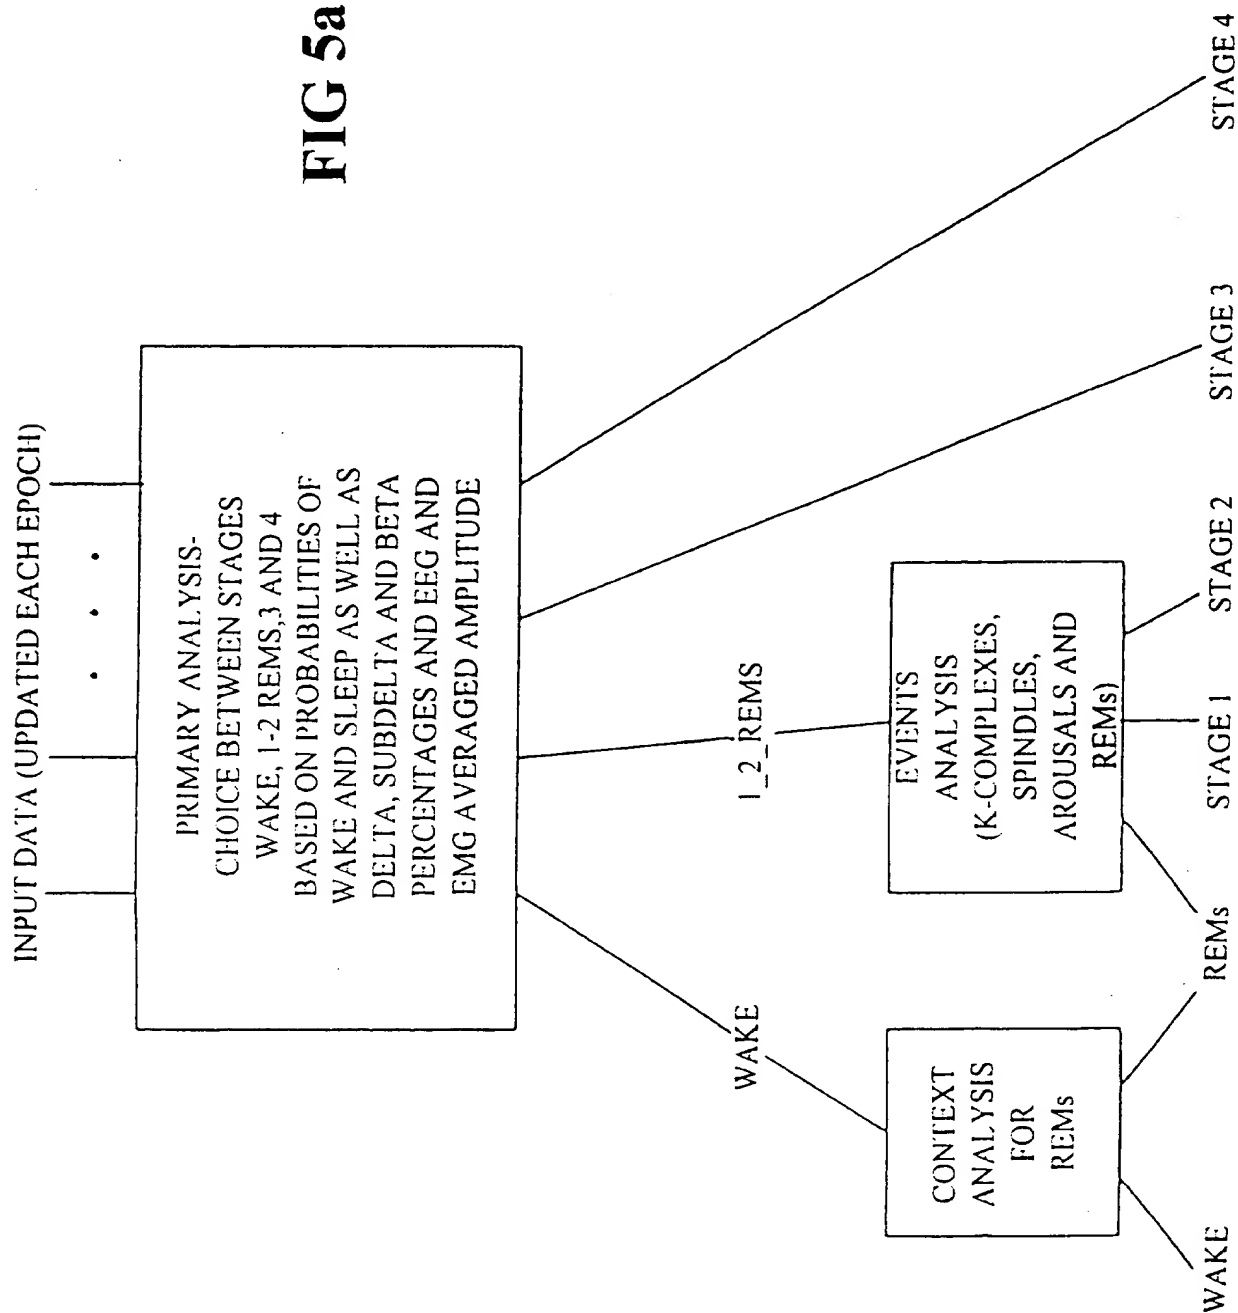 FIG 5a
INPUT DATA (UPDATED EACH EPOCH)
PRIMARY ANALYSIS-
CHOICE BETWEEN STAGES
WAKE, 1-2 REMS,3 AND 4
BASED ON PROBABILITIES OF
WAKE AND SLEEP AS WELL AS
DELTA, SUBDELTA AND BETA
PERCENTAGES AND EEG AND
EMG AVERAGED AMPLITUDE
WAKE
1_2_REMS
CONTEXT
ANALYSIS
FOR
REMs
EVENTS
ANALYSIS
(K-COMPLEXES,
SPINDLES,
AROUSALS AND
REMs)
WAKE
REMs
STAGE 1
STAGE 2
STAGE 3
STAGE 4